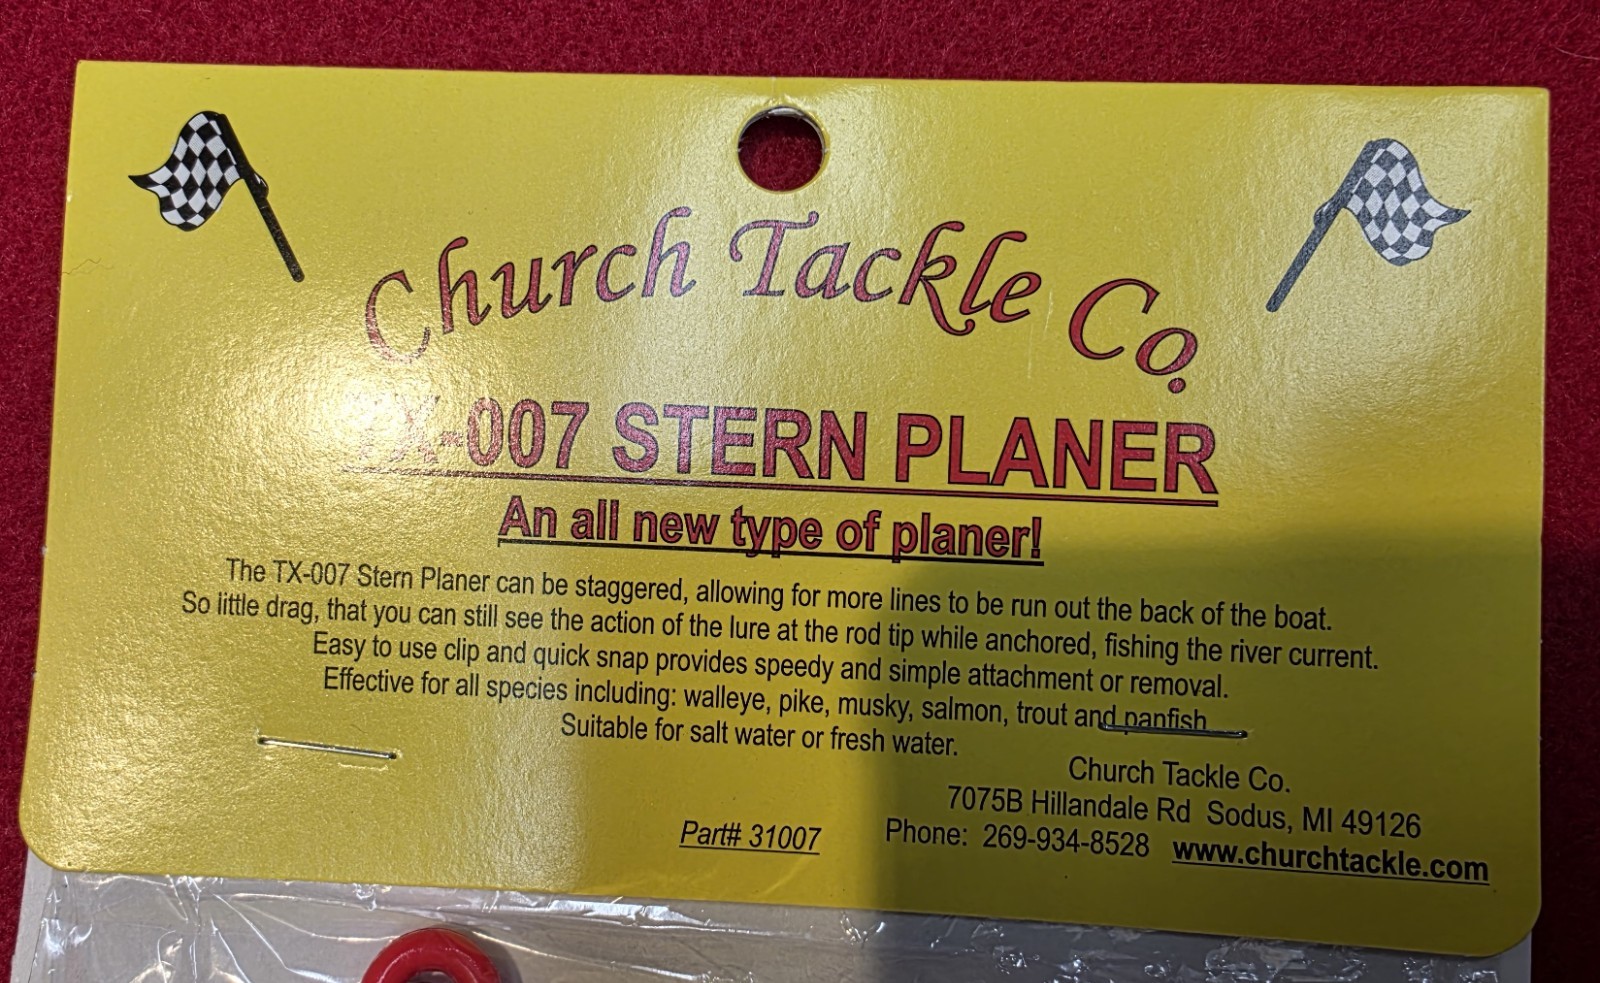 Church Tackle Co.
TX-007 STERN PLANER
An all new type of planer!
The TX-007 Stern Planer can be staggered, allowing for more lines to be run out the back of the boat.
So little drag, that you can still see the action of the lure at the rod tip while anchored, fishing the river current.
Easy to use clip and quick snap provides speedy and simple attachment or removal.
Effective for all species including: walleye, pike, musky, salmon, trout and panfish
Suitable for salt water or fresh water.
Church Tackle Co.
7075B Hillandale Rd Sodus, MI 49126
Part# 31007 Phone: 269-934-8528 www.churchtackle.com